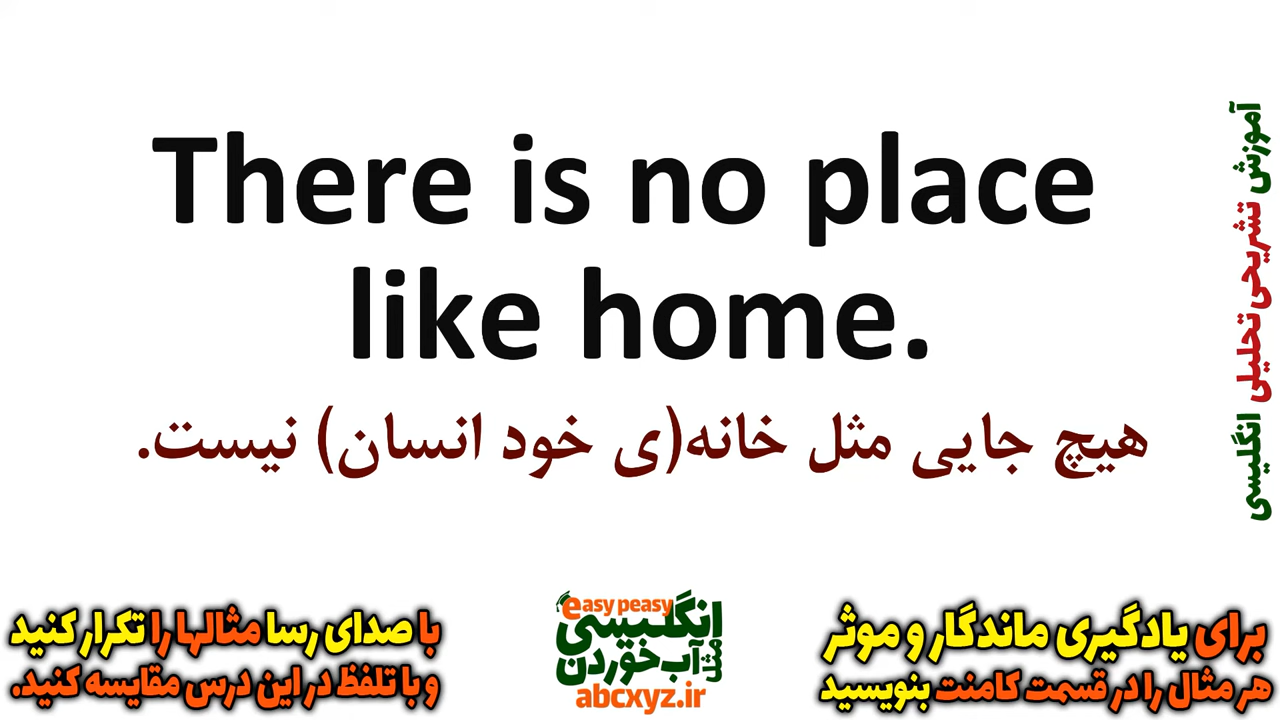 There is no place
like home.
هیچ جایی مثل خانه(ی خود انسان) نیست.
آموزش تشریحی تحلیلی انگلیسی
برای یادگیری ماندگار و موثر
هر مثال را در قسمت کامنت بنویسید
easy peasy
انگلیسی
مثل آب خوردن
abcxyz.ir
با صدای رسا مثالها را تکرار کنید
و با تلفظ در این درس مقایسه کنید.